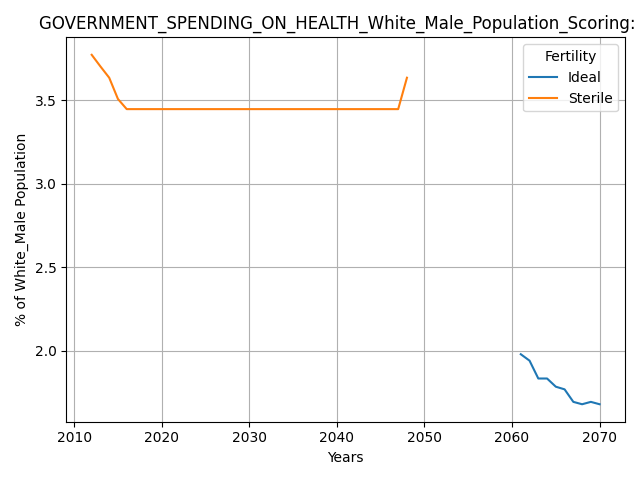 GOVERNMENT_SPENDING_ON_HEALTH_White_Male_Population_Scoring:
Fertility
Ideal
Sterile
3.5
3.0
2.5
2.0
% of White_Male Population
2010 2020 2030 2040 2050 2060 2070
Years